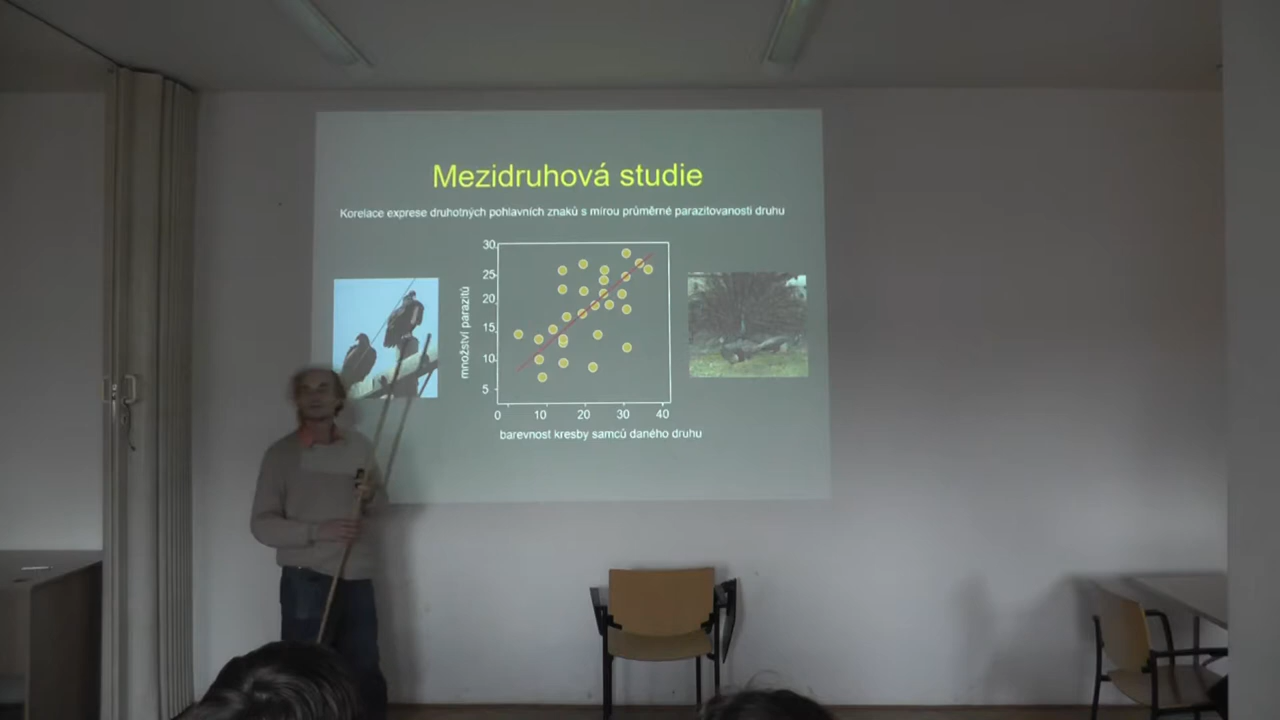 Mezidruhová studie
Korelace exprese druhotných pohlavních znaků s mírou průměrné parazitovanosti druhu
30
25
20
15
10
5
množství parazitů
0 10 20 30 40
barevnost kresby samců daného druhu